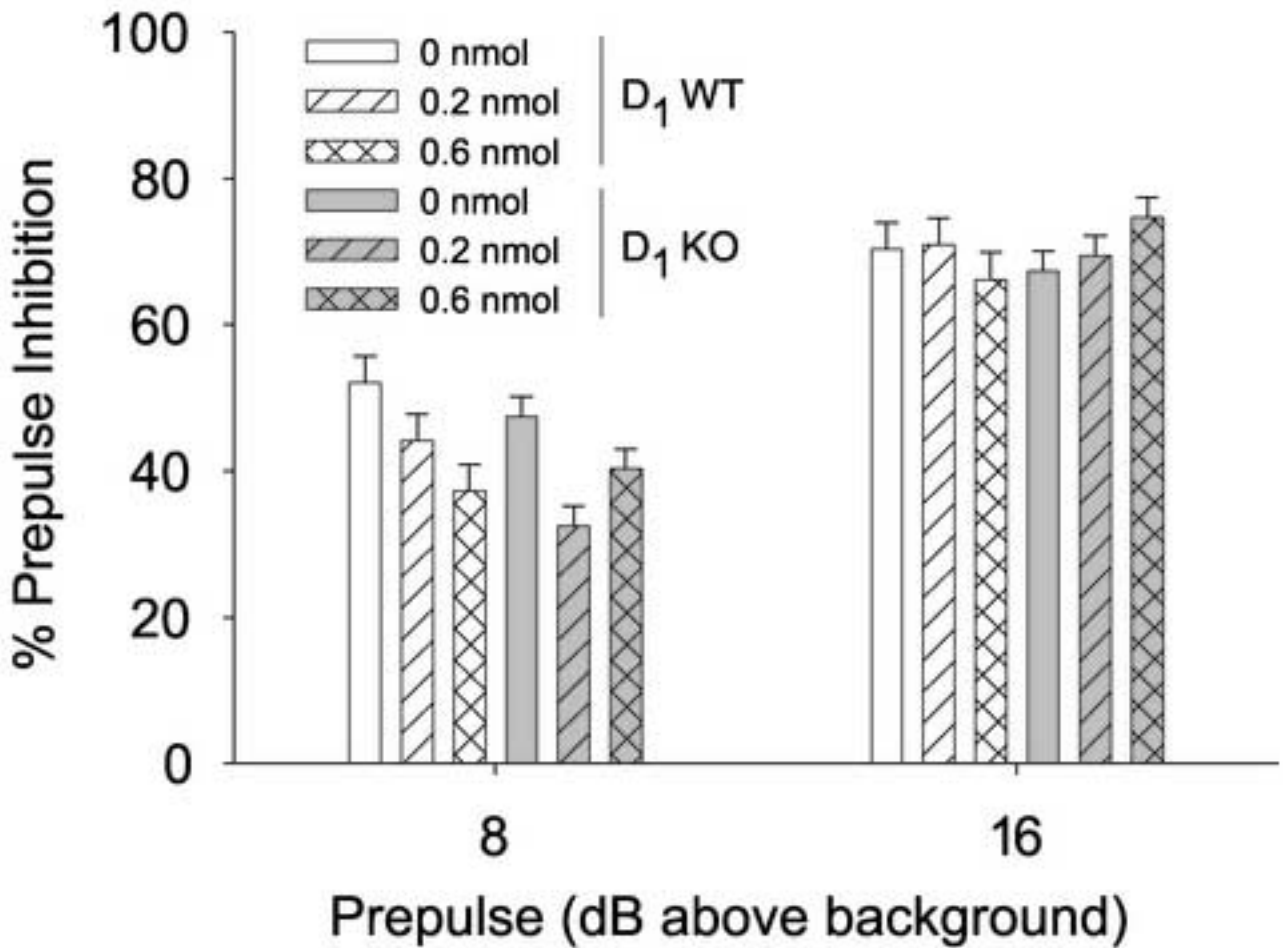 100
80
60
40
20
0
% Prepulse Inhibition
0 nmol
0.2 nmol
0.6 nmol
D1 WT
0 nmol
0.2 nmol
0.6 nmol
D1 KO
8
16
Prepulse (dB above background)